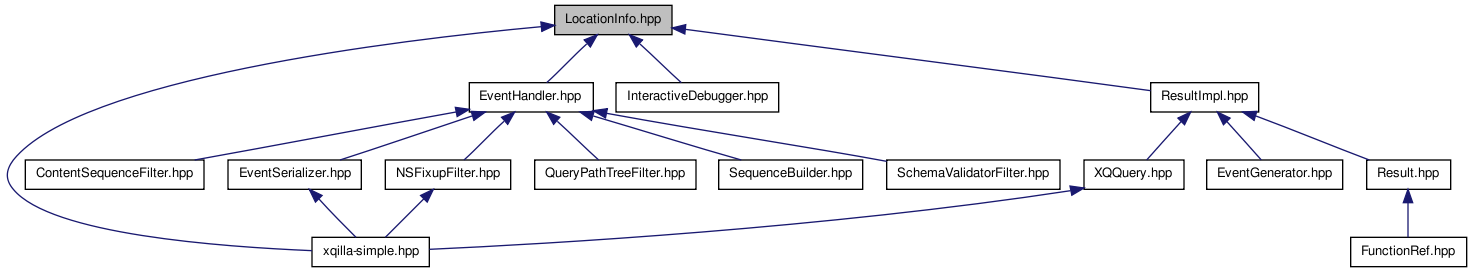 LocationInfo.hpp
EventHandler.hpp
InteractiveDebugger.hpp
ResultImpl.hpp
ContentSequenceFilter.hpp
EventSerializer.hpp
NSFixupFilter.hpp
QueryPathTreeFilter.hpp
SequenceBuilder.hpp
SchemaValidatorFilter.hpp
XQQuery.hpp
EventGenerator.hpp
Result.hpp
xqilla-simple.hpp
FunctionRef.hpp